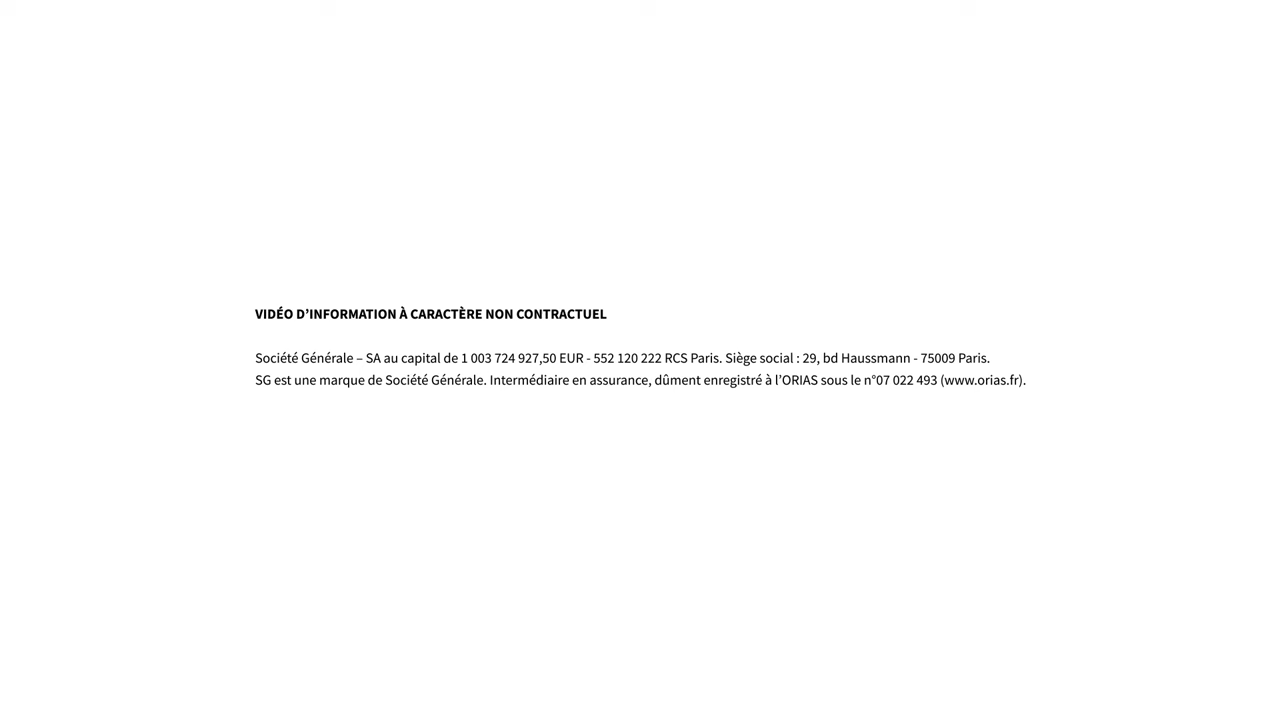 VIDÉO D’INFORMATION À CARACTÈRE NON CONTRACTUEL
Société Générale – SA au capital de 1 003 724 927,50 EUR - 552 120 222 RCS Paris. Siège social : 29, bd Haussmann - 75009 Paris.
SG est une marque de Société Générale. Intermédiaire en assurance, dûment enregistré à l’ORIAS sous le n°07 022 493 (www.orias.fr).